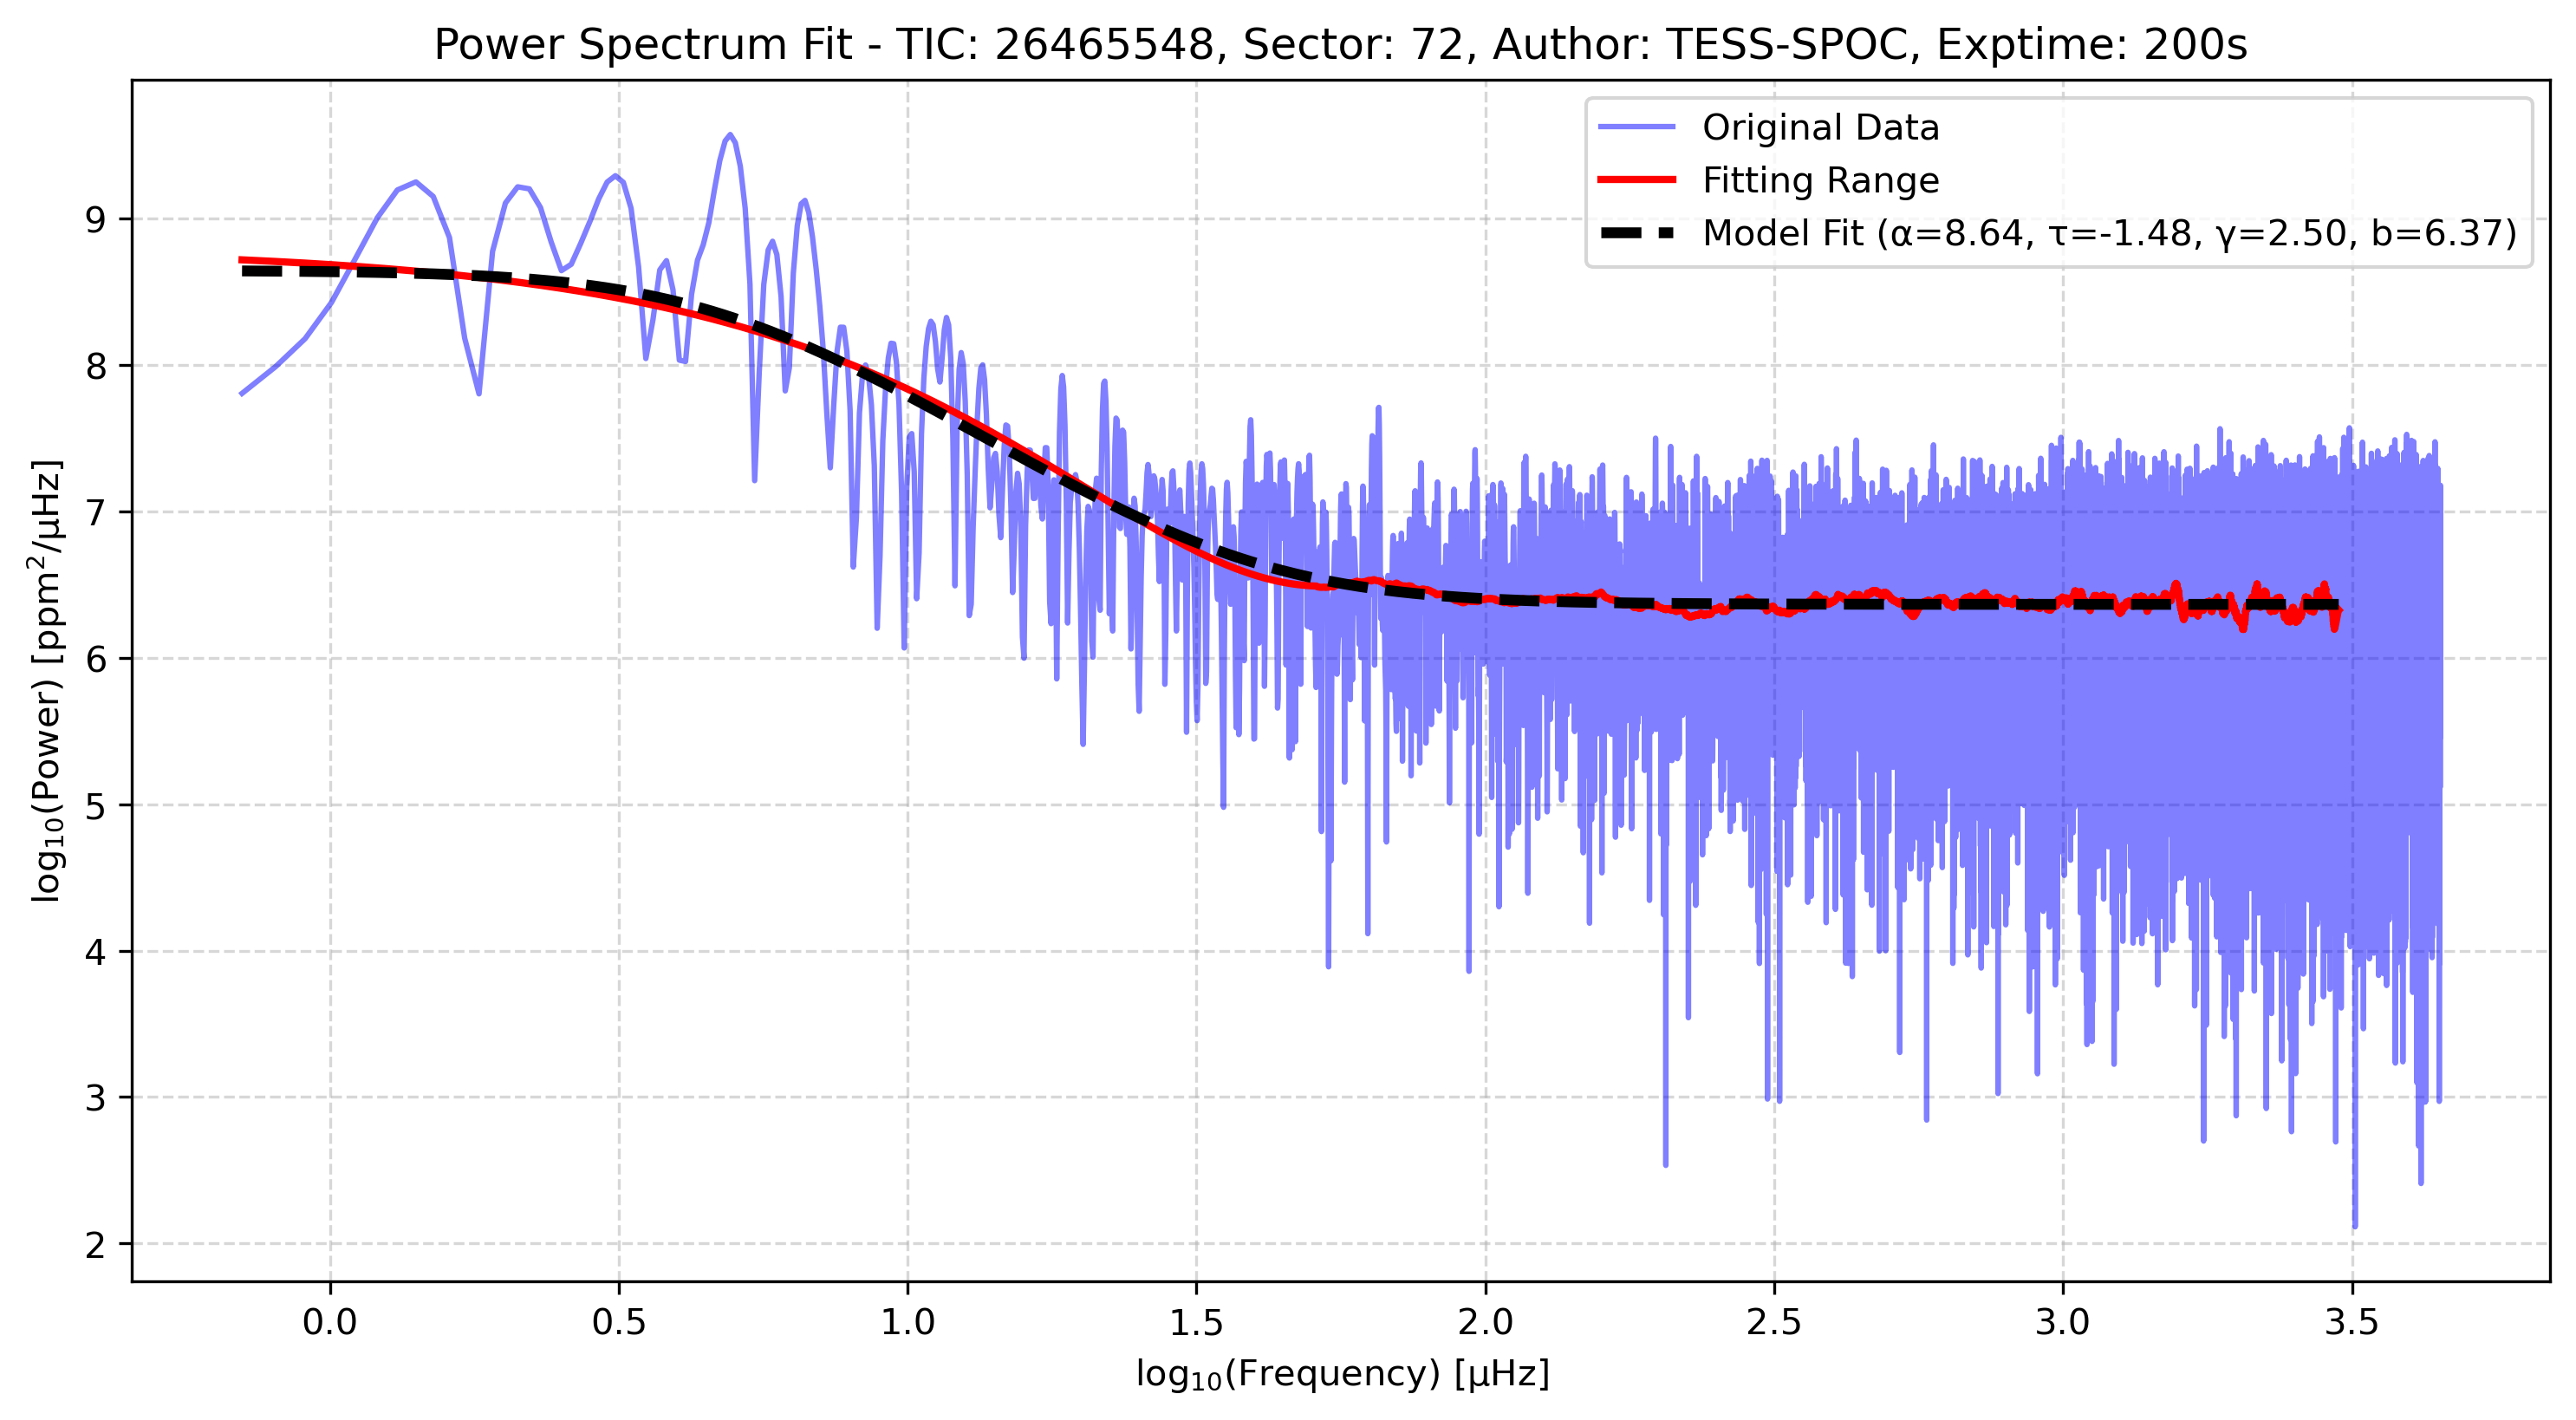 Power Spectrum Fit - TIC: 26465548, Sector: 72, Author: TESS-SPOC, Exptime: 200s
Original Data
Fitting Range
Model Fit (α=8.64, τ=-1.48, γ=2.50, b=6.37)
log₁₀(Power) [ppm²/μHz]
9
8
7
6
5
4
3
2
0.0 0.5 1.0 1.5 2.0 2.5 3.0 3.5
log₁₀(Frequency) [μHz]